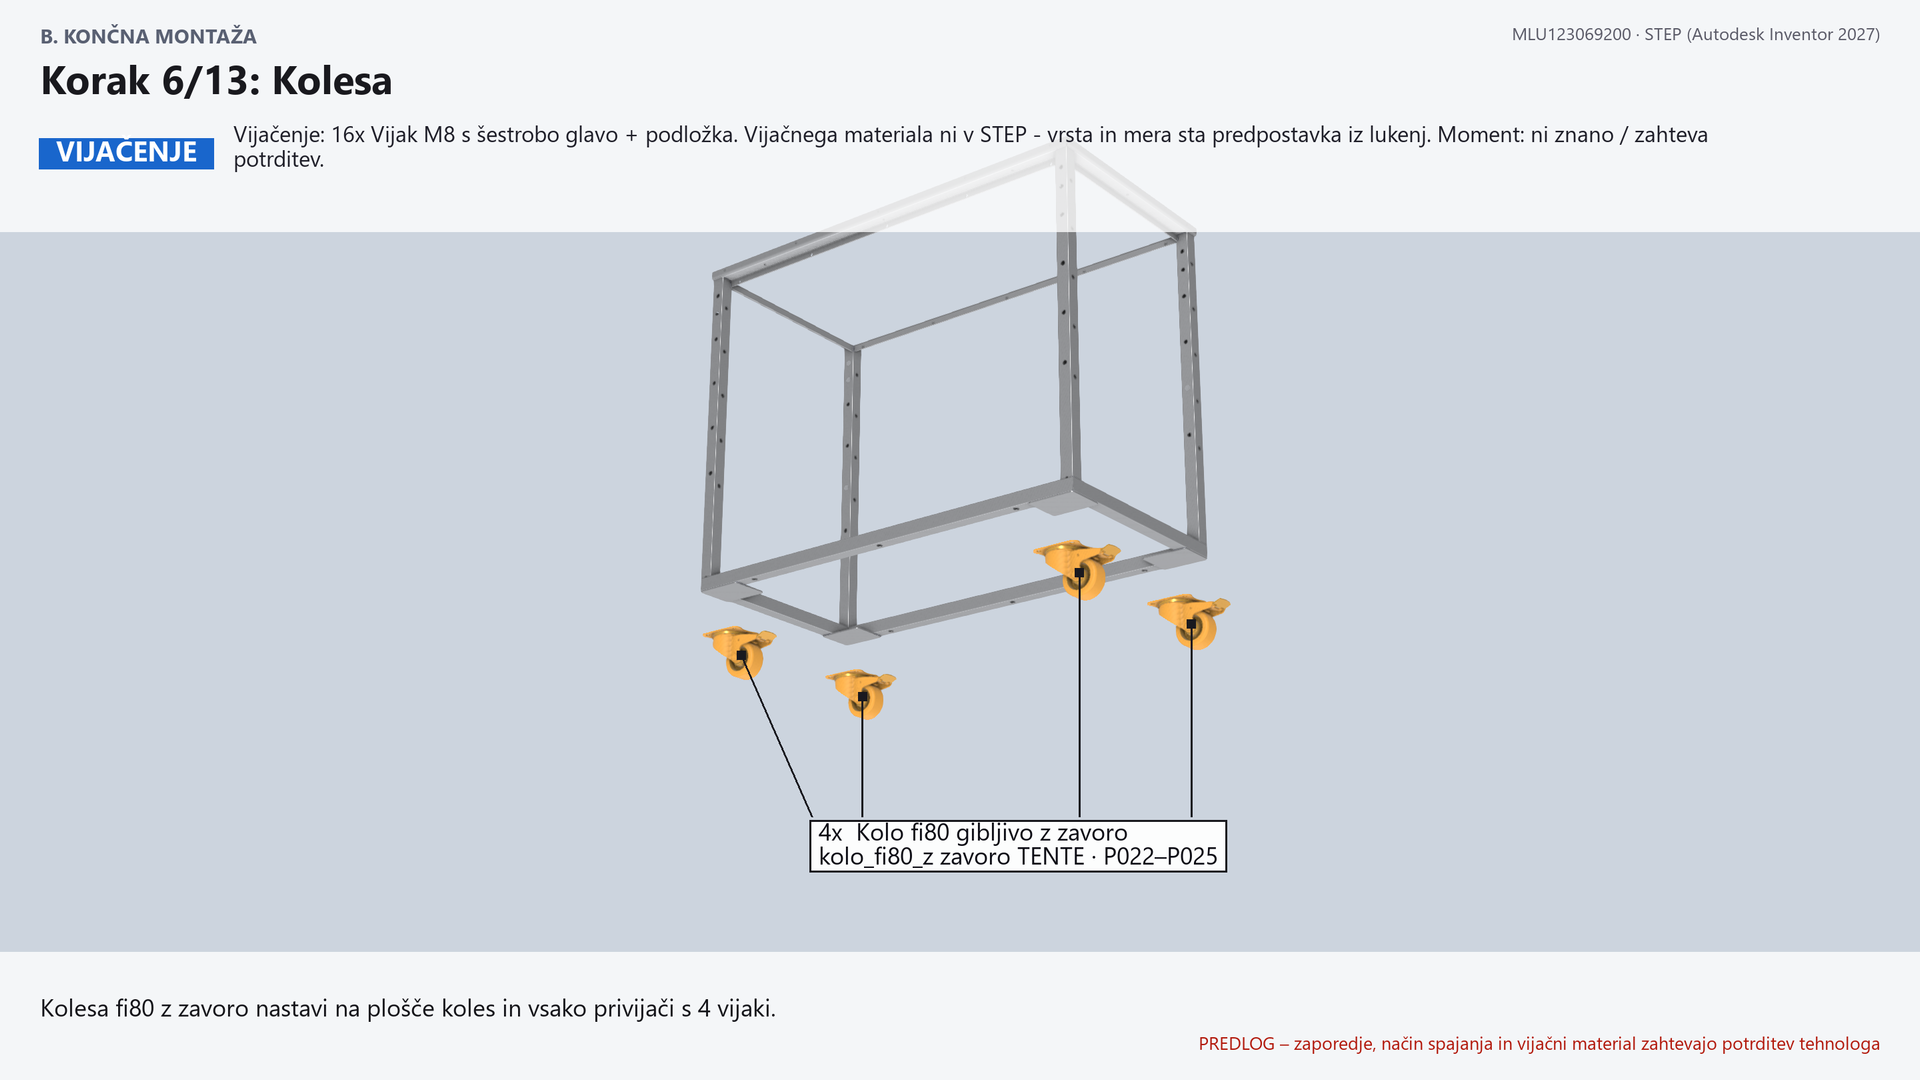 B. KONČNA MONTAŽA
MLU123069200 · STEP (Autodesk Inventor 2027)
Korak 6/13: Kolesa
VIJAČENJE
Vijačenje: 16x Vijak M8 s šestrobo glavo + podložka. Vijačnega materiala ni v STEP - vrsta in mera sta predpostavka iz lukenj. Moment: ni znano / zahteva
potrditev.
4x  Kolo fi80 gibljivo z zavoro
kolo_fi80_z zavoro TENTE · P022–P025
Kolesa fi80 z zavoro nastavi na plošče koles in vsako privijači s 4 vijaki.
PREDLOG – zaporedje, način spajanja in vijačni material zahtevajo potrditev tehnologa